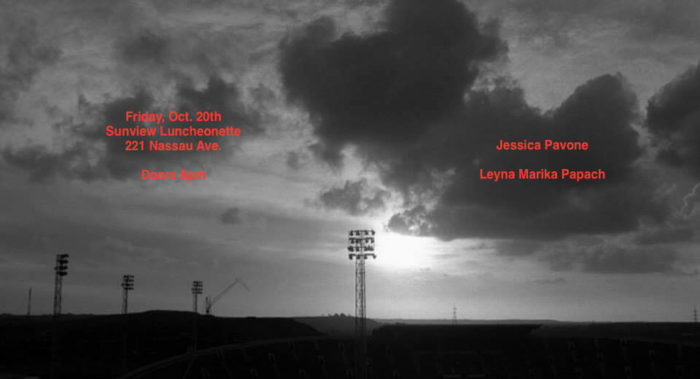 Friday, Oct. 20th
Sunview Luncheonette
221 Nassau Ave.
Doors 8pm
Jessica Pavone
Leyna Marika Papach